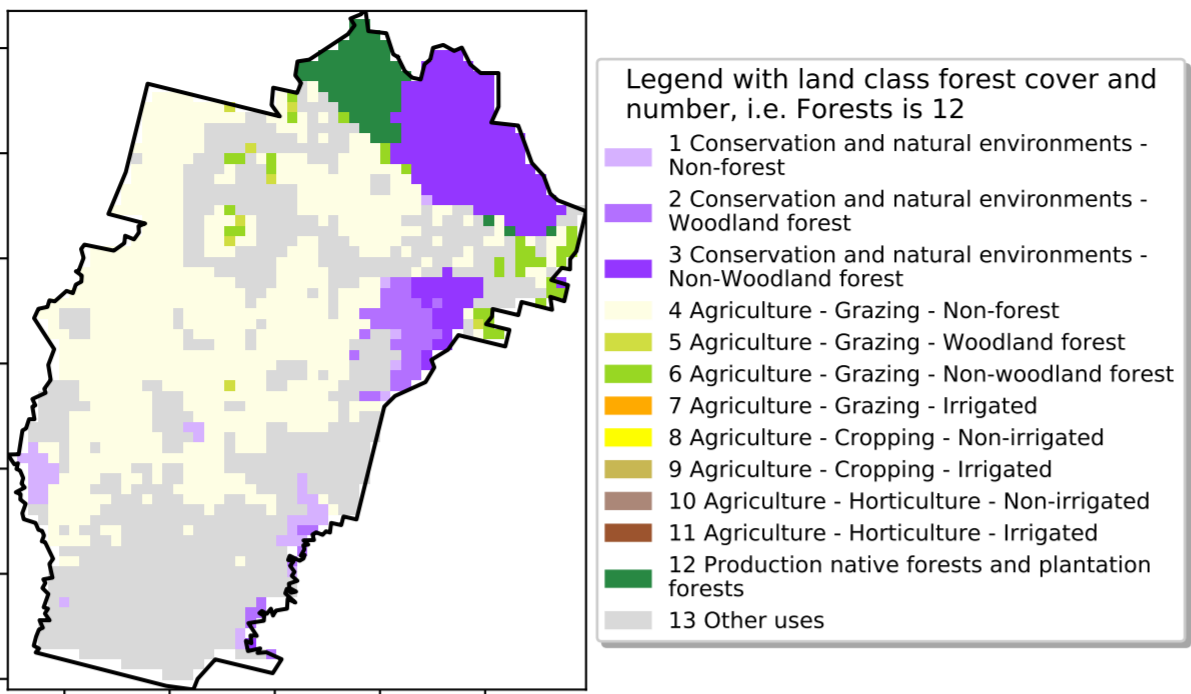 Legend with land class forest cover and
number, i.e. Forests is 12
1 Conservation and natural environments -
Non-forest
2 Conservation and natural environments -
Woodland forest
3 Conservation and natural environments -
Non-Woodland forest
4 Agriculture - Grazing - Non-forest
5 Agriculture - Grazing - Woodland forest
6 Agriculture - Grazing - Non-woodland forest
7 Agriculture - Grazing - Irrigated
8 Agriculture - Cropping - Non-irrigated
9 Agriculture - Cropping - Irrigated
10 Agriculture - Horticulture - Non-irrigated
11 Agriculture - Horticulture - Irrigated
12 Production native forests and plantation
forests
13 Other uses